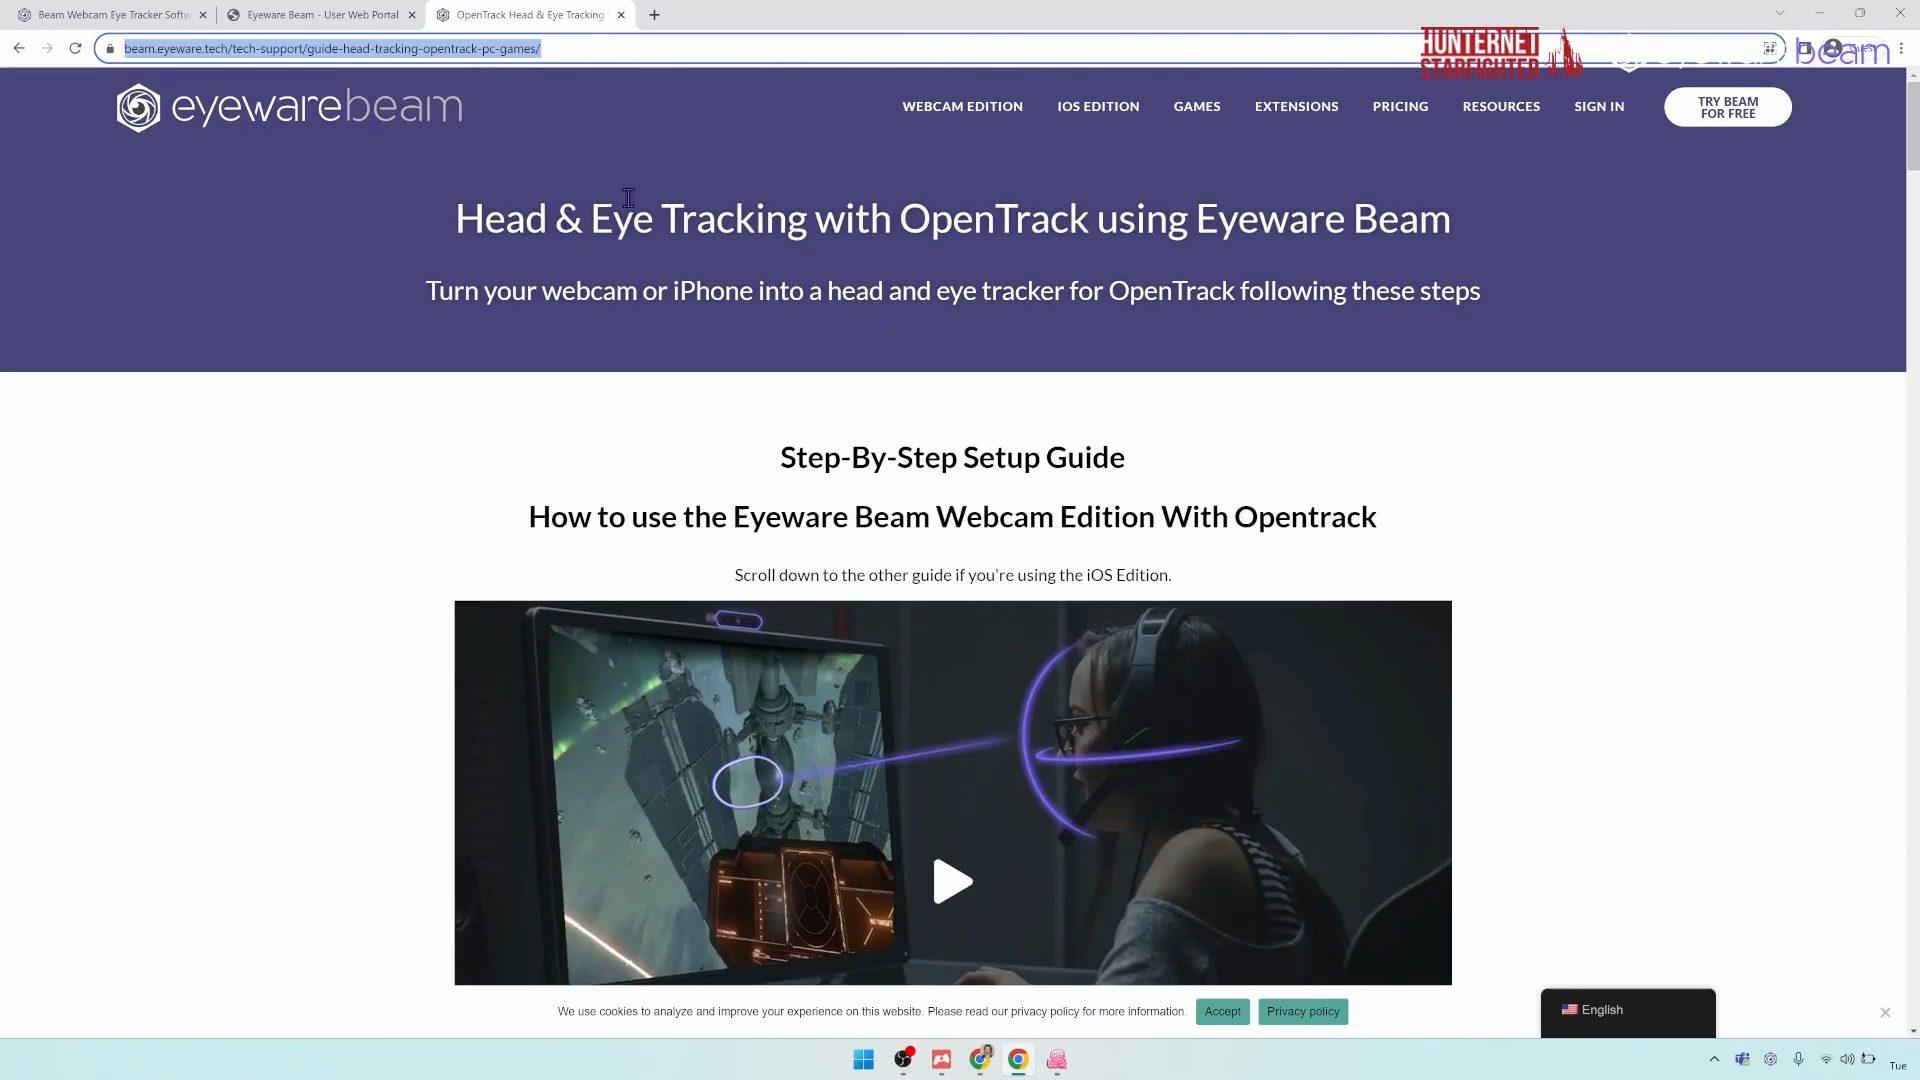 Beam Webcam Eye Tracker Softw
Eyeware Beam - User Web Portal
OpenTrack Head & Eye Tracking
beam.eyeware.tech/tech-support/guide-head-tracking-opentrack-pc-games/
HUNTERNET
STARFIGHTER
beam
eyewarebeam
WEBCAM EDITION
IOS EDITION
GAMES
EXTENSIONS
PRICING
RESOURCES
SIGN IN
TRY BEAM
FOR FREE
Head & Eye Tracking with OpenTrack using Eyeware Beam
Turn your webcam or iPhone into a head and eye tracker for OpenTrack following these steps
Step-By-Step Setup Guide
How to use the Eyeware Beam Webcam Edition With Opentrack
Scroll down to the other guide if you're using the iOS Edition.
We use cookies to analyze and improve your experience on this website. Please read our privacy policy for more information.
Accept
Privacy policy
English
Tue